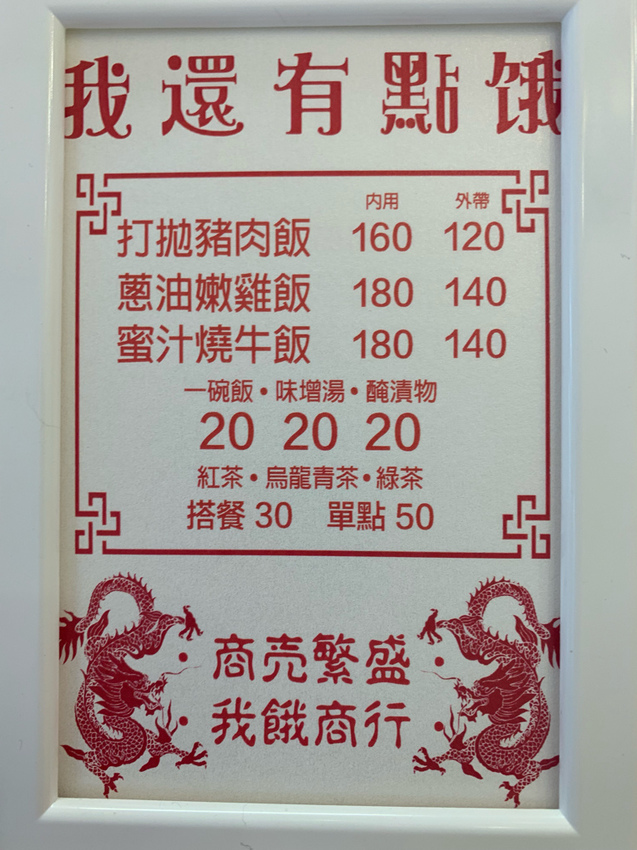 我還有點饿
内用 外帶
打拋豬肉飯 160 120
蔥油嫩雞飯 180 140
蜜汁燒牛飯 180 140
一碗飯•味增湯•醃漬物
20 20 20
紅茶•烏龍青茶•綠茶
搭餐 30 單點 50
•商売繁盛
•我餓商行